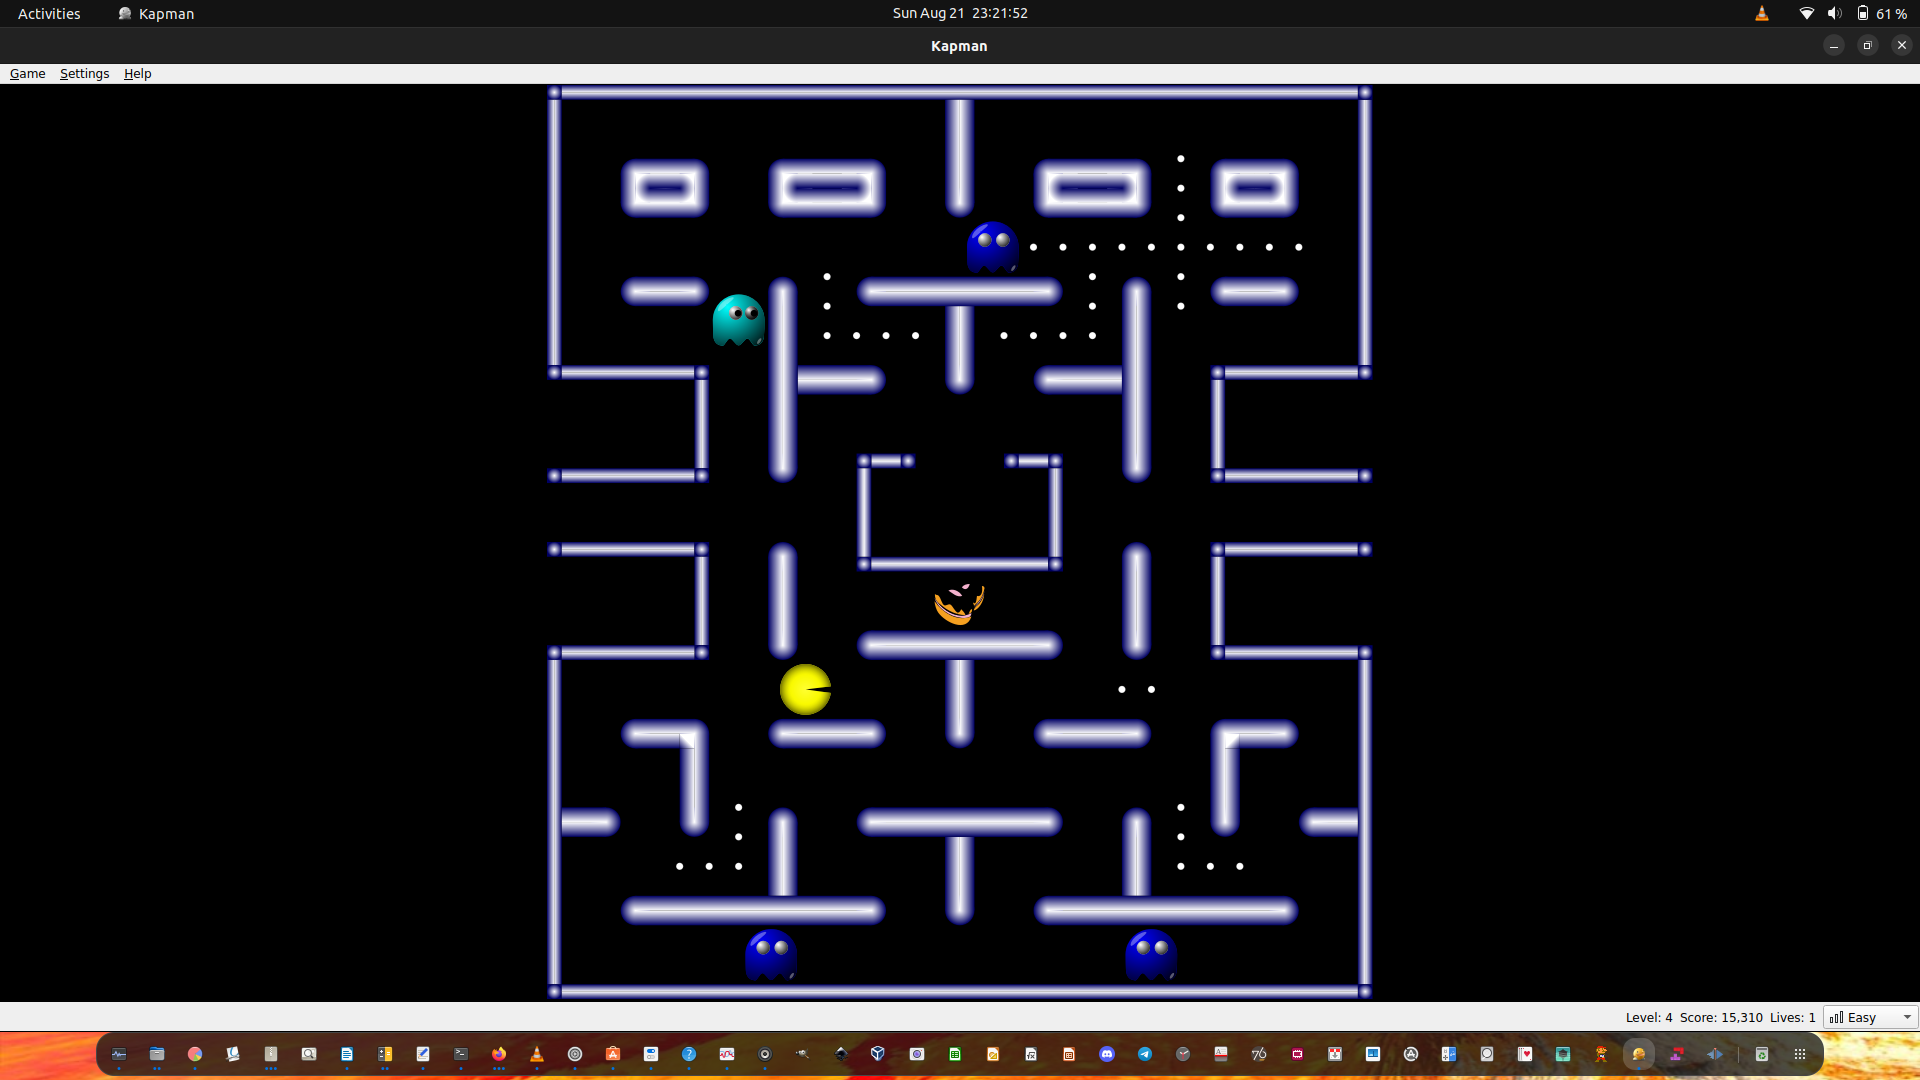 Activities Kapman Sun Aug 21 23:21:52 61 %
Kapman
Game Settings Help
Level: 4 Score: 15,310 Lives: 1 Easy
76